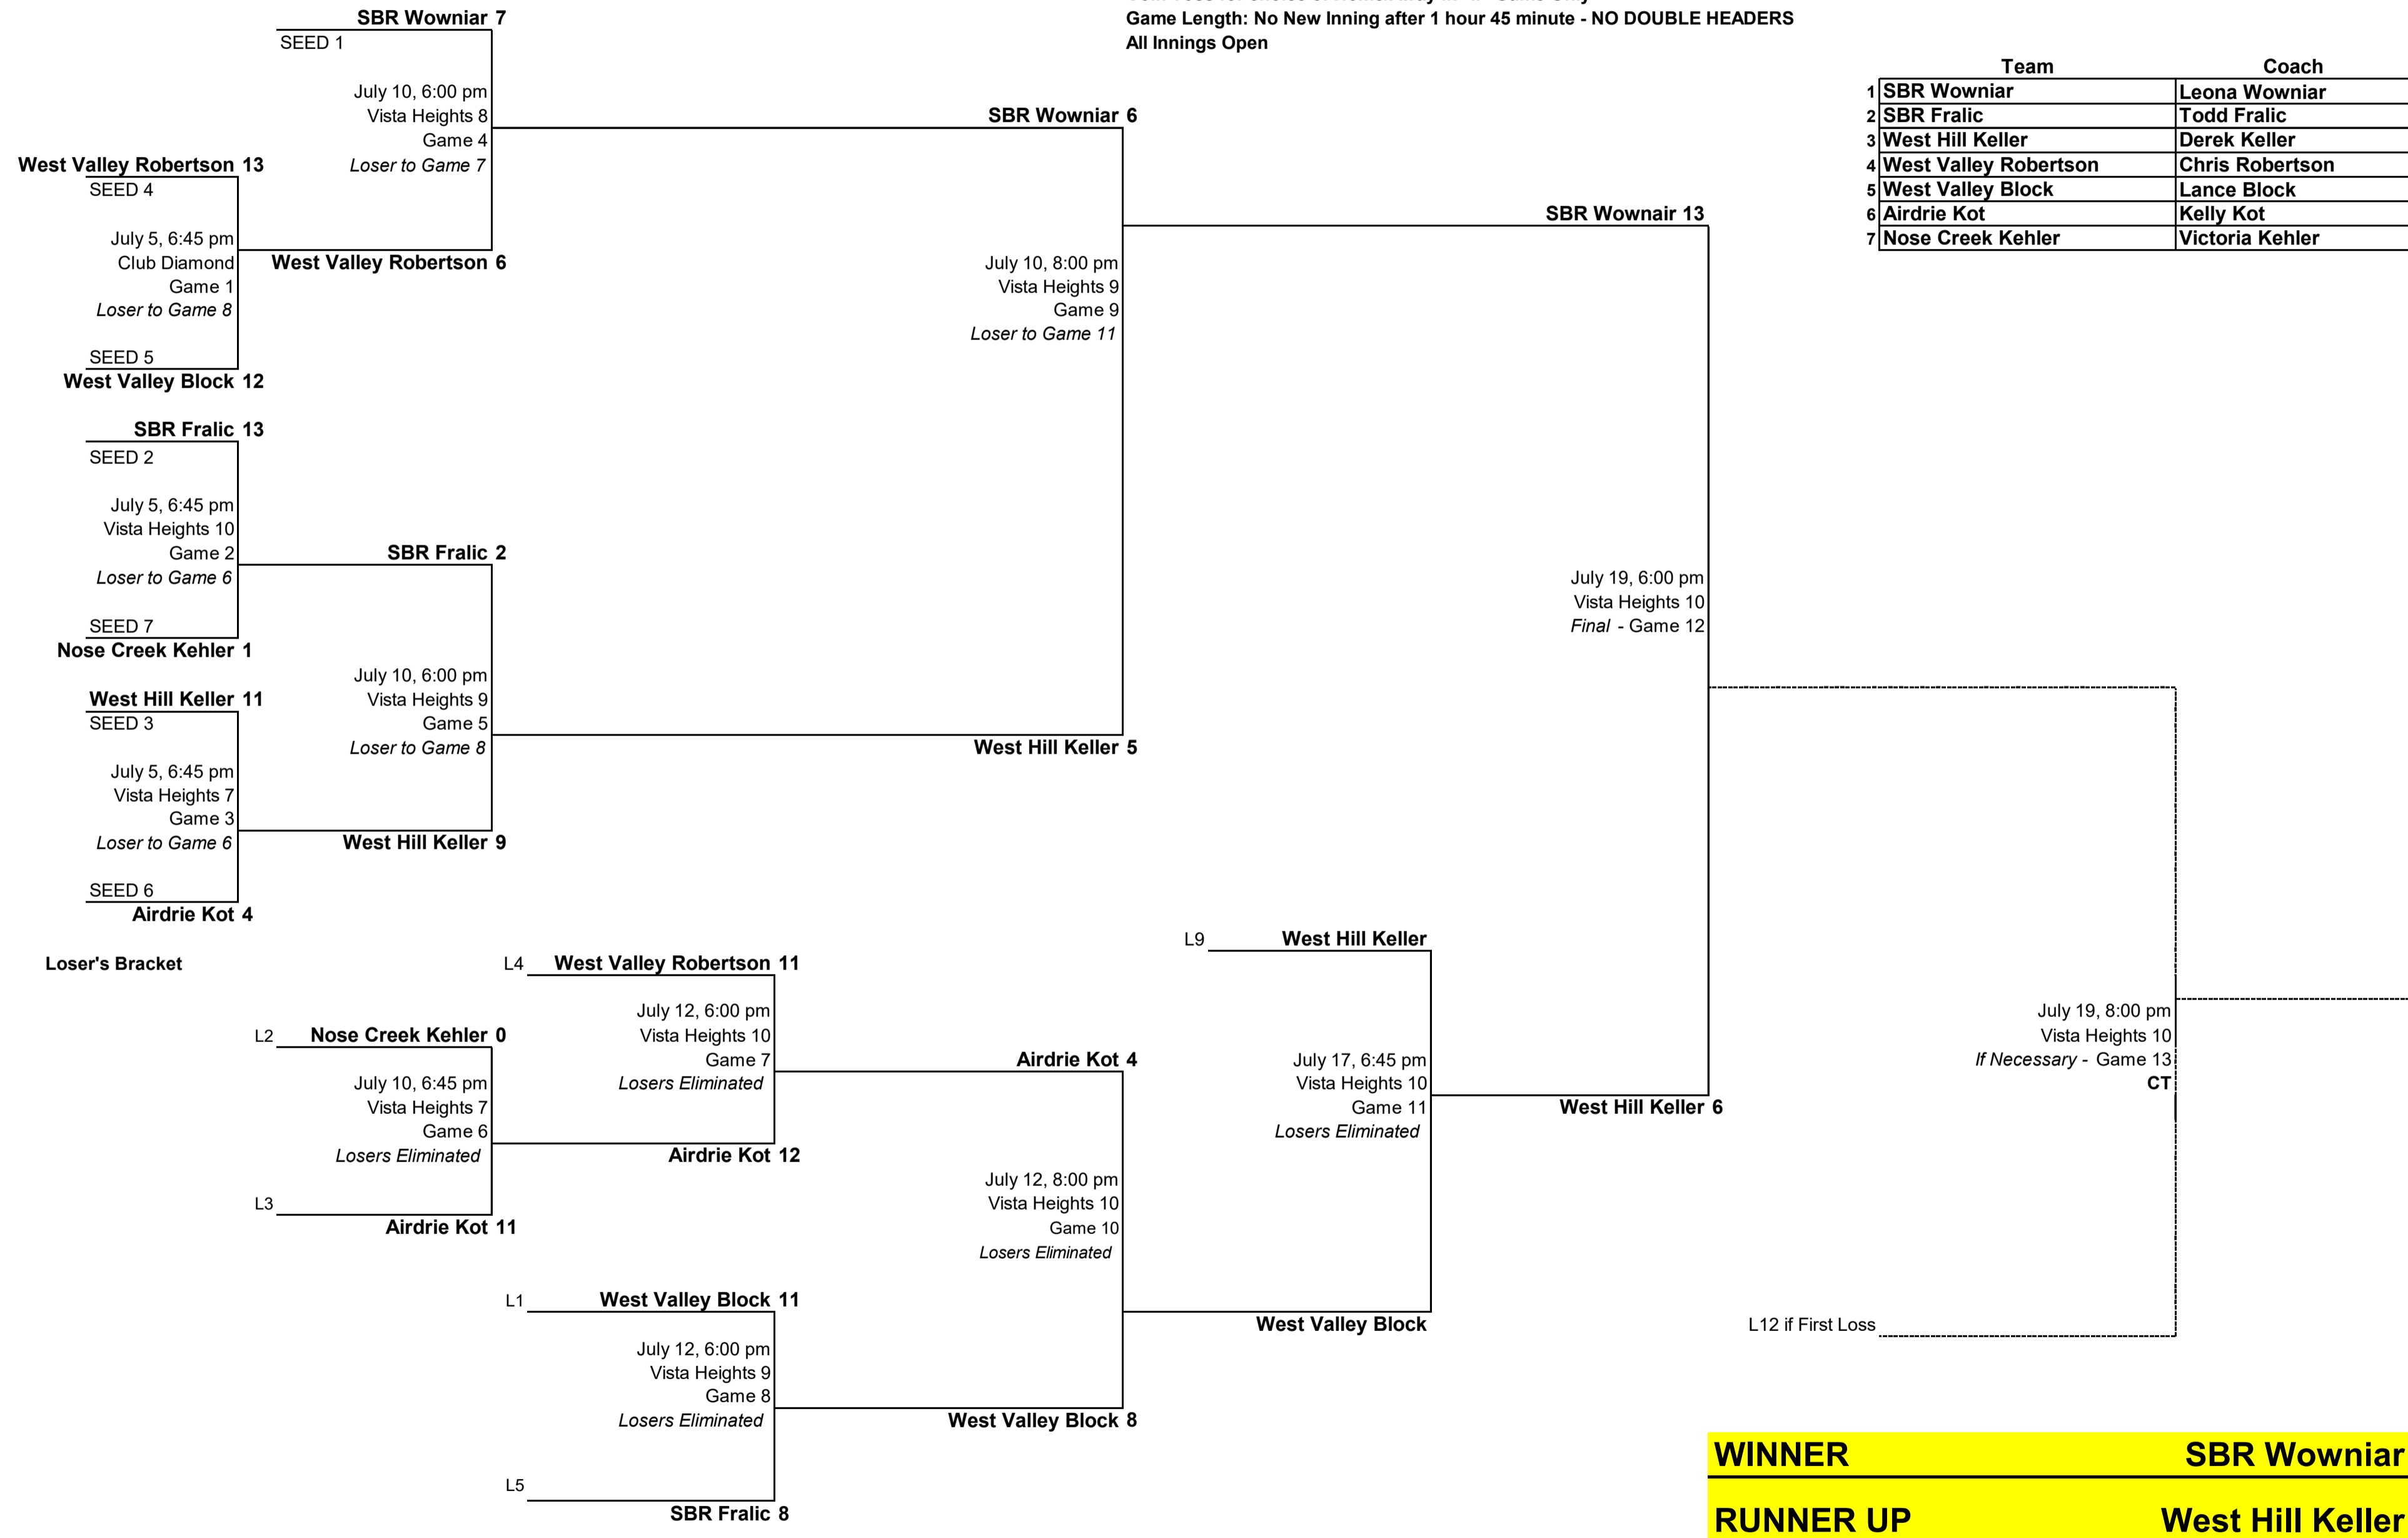 Game Length: No New Inning after 1 hour 45 minute - NO DOUBLE HEADERS
All Innings Open
Team Coach
1 SBR Wowniar Leona Wowniar
2 SBR Fralic Todd Fralic
3 West Hill Keller Derek Keller
4 West Valley Robertson Chris Robertson
5 West Valley Block Lance Block
6 Airdrie Kot Kelly Kot
7 Nose Creek Kehler Victoria Kehler
SBR Wowniar 7
SEED 1
July 10, 6:00 pm
Vista Heights 8
Game 4
Loser to Game 7
West Valley Robertson 6
West Valley Robertson 13
SEED 4
July 5, 6:45 pm
Club Diamond
Game 1
Loser to Game 8
SEED 5
West Valley Block 12
SBR Fralic 13
SEED 2
July 5, 6:45 pm
Vista Heights 10
Game 2
Loser to Game 6
SEED 7
Nose Creek Kehler 1
West Hill Keller 11
SEED 3
July 5, 6:45 pm
Vista Heights 7
Game 3
Loser to Game 6
SEED 6
Airdrie Kot 4
SBR Fralic 2
July 10, 6:00 pm
Vista Heights 9
Game 5
Loser to Game 8
West Hill Keller 9
SBR Wowniar 6
July 10, 8:00 pm
Vista Heights 9
Game 9
Loser to Game 11
West Hill Keller 5
SBR Wownair 13
July 19, 6:00 pm
Vista Heights 10
Final - Game 12
West Hill Keller 6
Loser's Bracket
L2 Nose Creek Kehler 0
July 10, 6:45 pm
Vista Heights 7
Game 6
Losers Eliminated
L3
Airdrie Kot 11
L4 West Valley Robertson 11
July 12, 6:00 pm
Vista Heights 10
Game 7
Losers Eliminated
Airdrie Kot 12
L1 West Valley Block 11
July 12, 6:00 pm
Vista Heights 9
Game 8
Losers Eliminated
L5
SBR Fralic 8
Airdrie Kot 4
July 12, 8:00 pm
Vista Heights 10
Game 10
Losers Eliminated
West Valley Block 8
L9 West Hill Keller
July 17, 6:45 pm
Vista Heights 10
Game 11
Losers Eliminated
West Valley Block
July 19, 8:00 pm
Vista Heights 10
If Necessary - Game 13
CT
L12 if First Loss
WINNER SBR Wowniar
RUNNER UP West Hill Keller